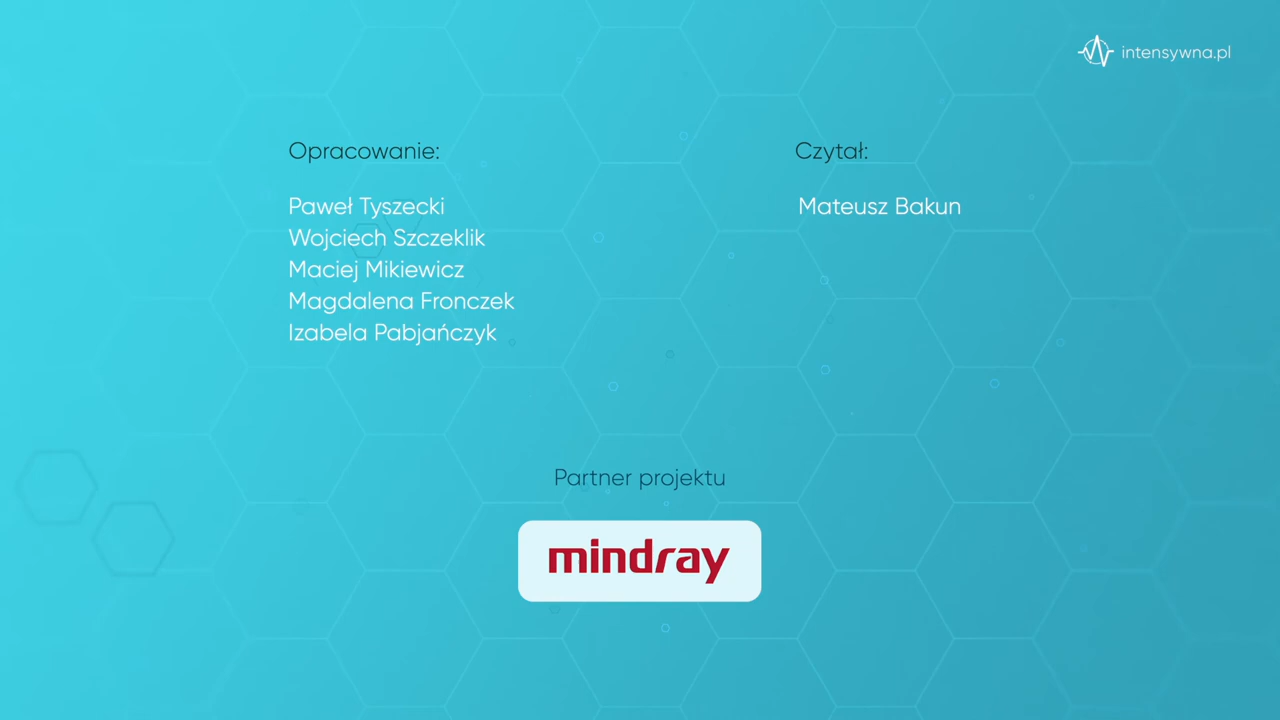 intensywna.pl
Opracowanie:
Paweł Tyszecki
Wojciech Szczeklik
Maciej Mikiewicz
Magdalena Fronczek
Izabela Pabjańczyk
Czytał:
Mateusz Bakun
Partner projektu
mindray